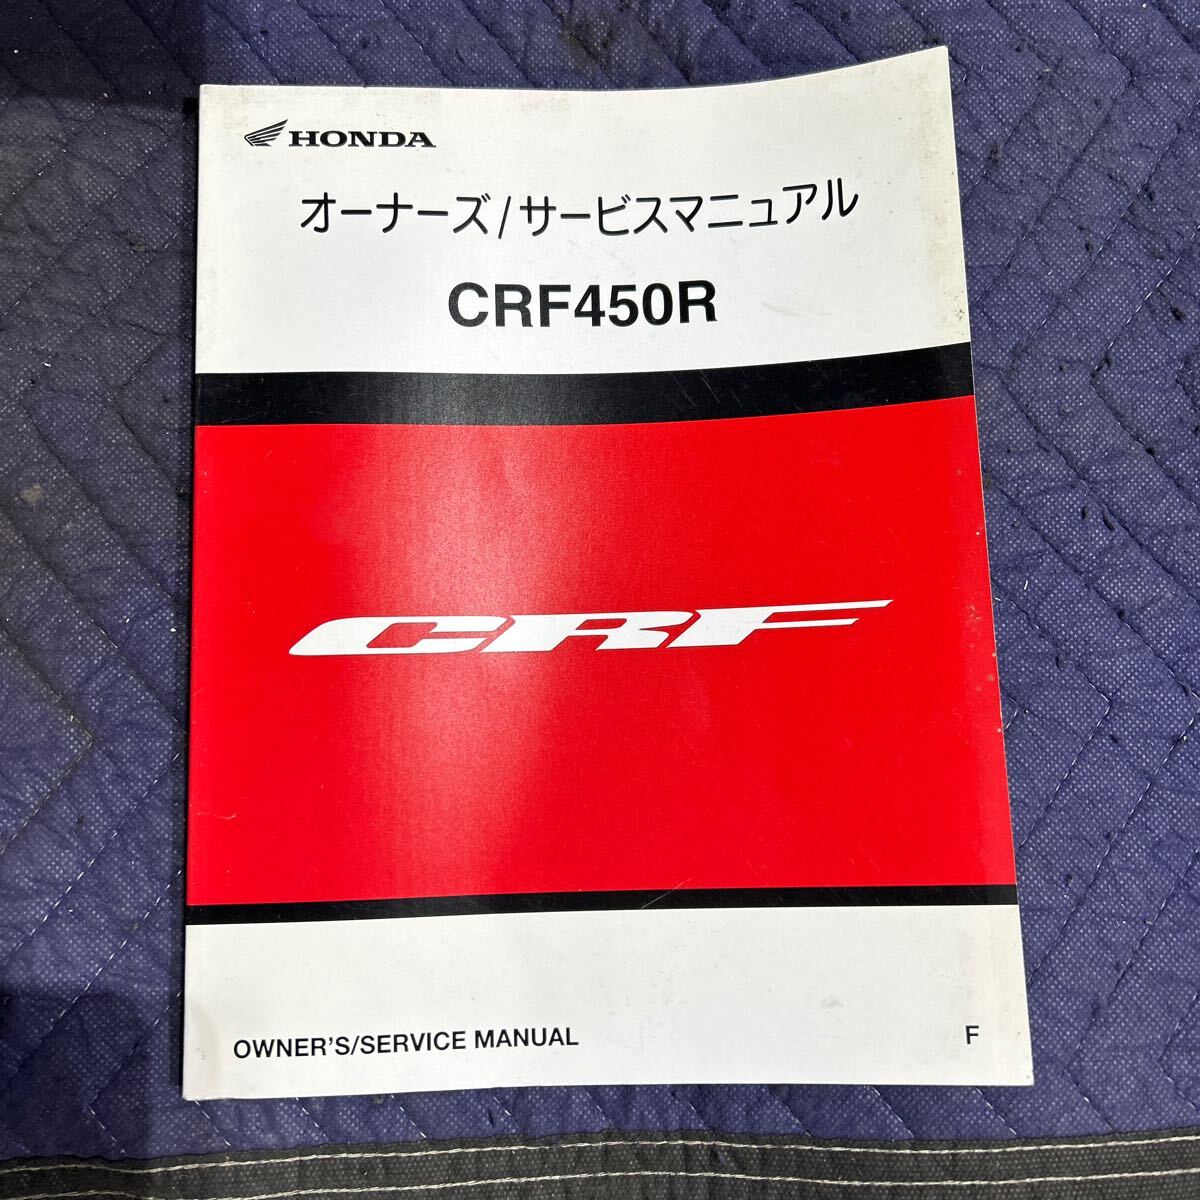 HONDA
オーナーズ/サービスマニュアル
CRF450R
CRF
OWNER'S/SERVICE MANUAL
F